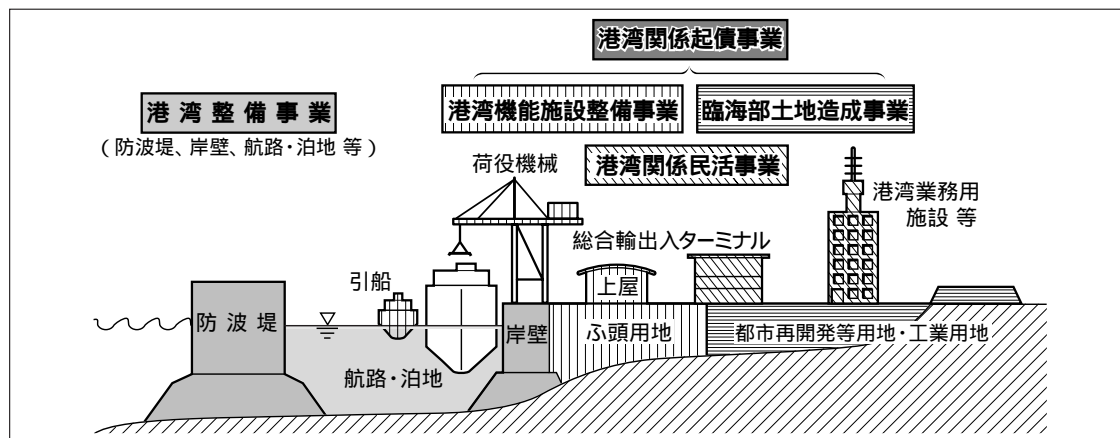 港湾関係起債事業
港湾整備事業
(防波堤、岸壁、航路・泊地 等)
港湾機能施設整備事業
臨海部土地造成事業
港湾関係民活事業
荷役機械
港湾業務用
施設 等
総合輸出入ターミナル
引船
上屋
防波堤
岸壁
ふ頭用地
都市再開発等用地・工業用地
航路・泊地